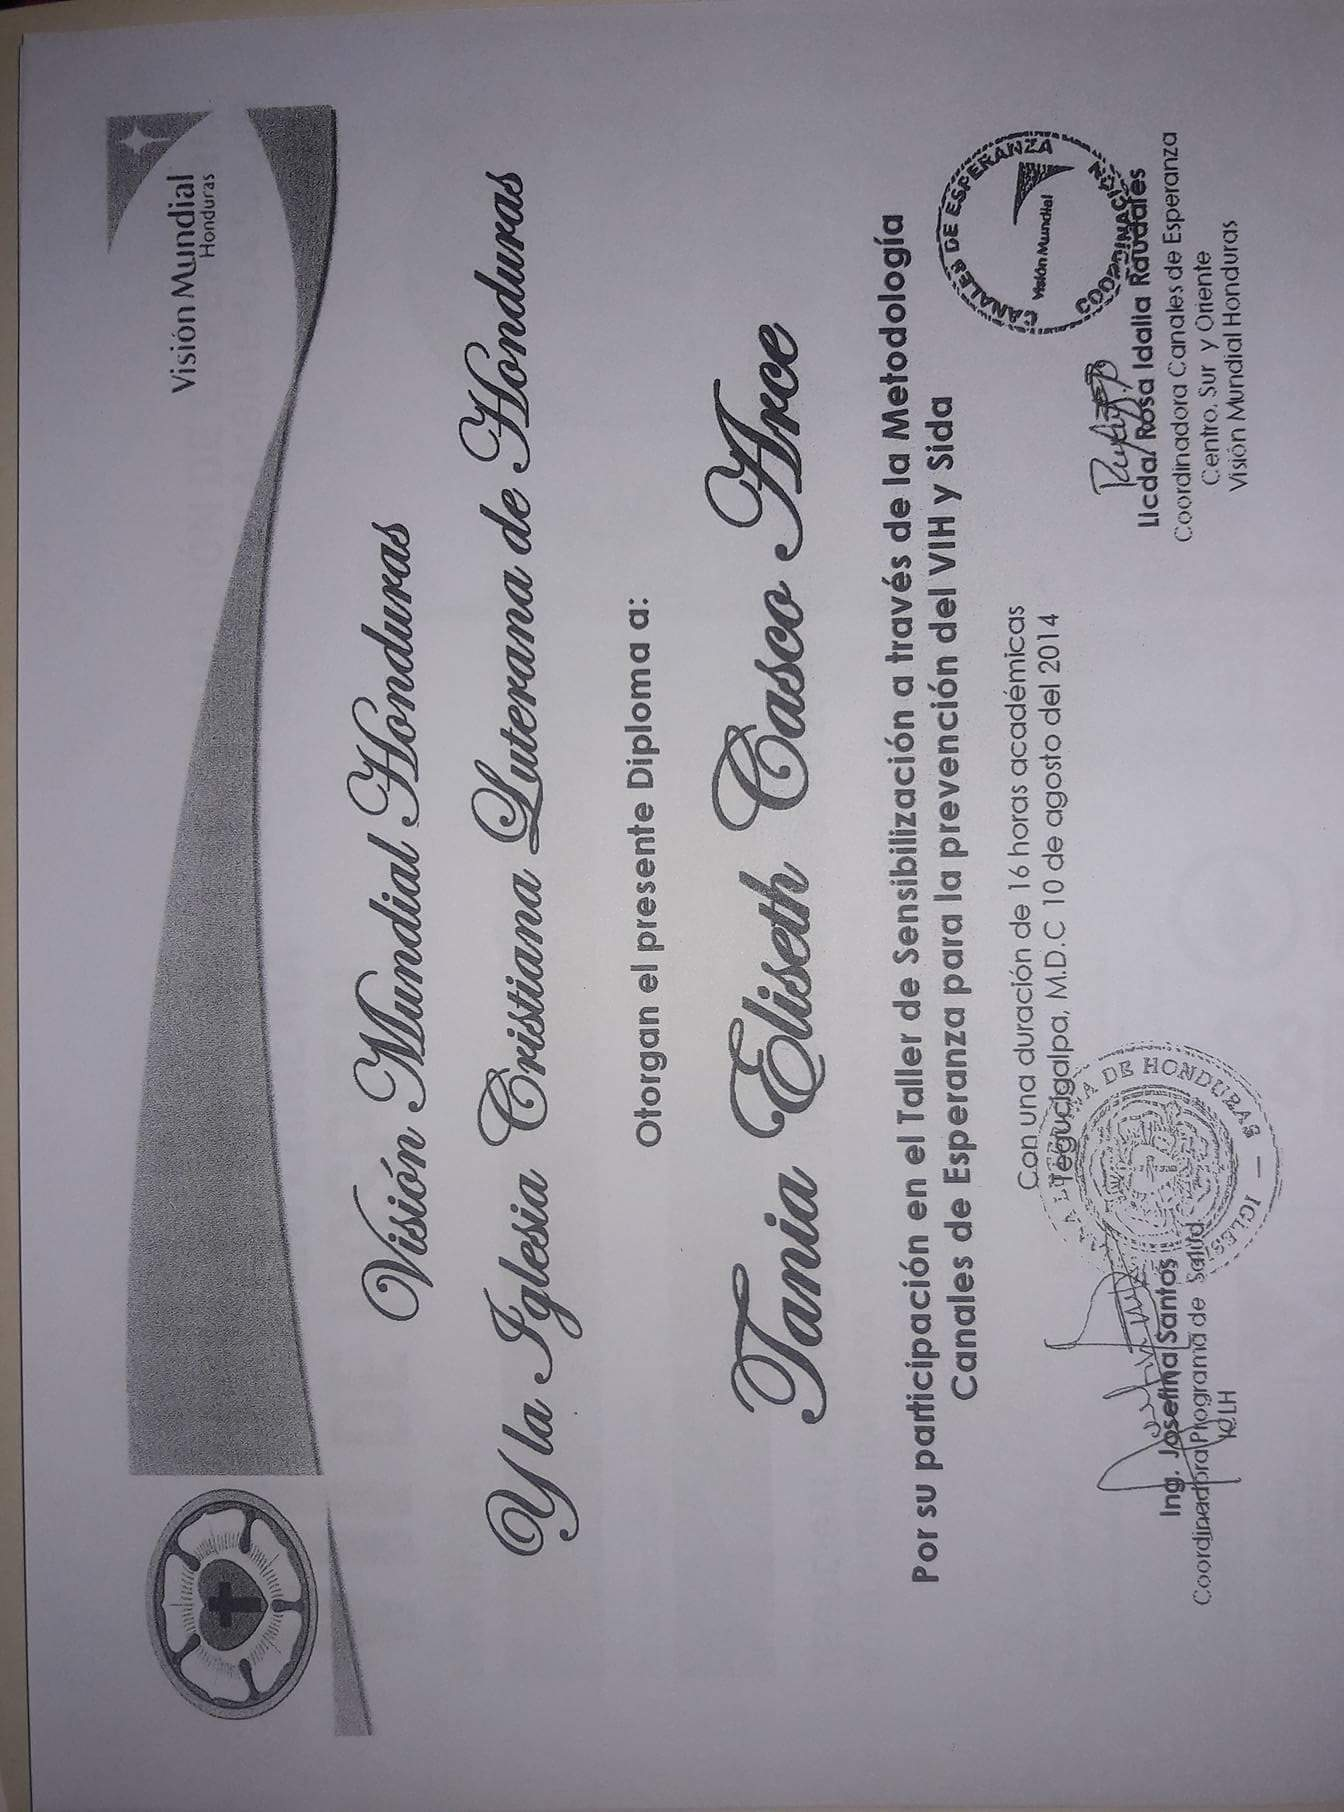 Visión Mundial
Honduras
Visión Mundial Honduras
Y la Iglesia Cristiana Luterana de Honduras
Otorgan el presente Diploma a:
Tania Eliseth Casco Arce
Por su participación en el Taller de Sensibilización a través de la Metodología
Canales de Esperanza para la prevención del VIH y Sida
Con una duración de 16 horas académicas
Tegucigalpa, M.D.C 10 de agosto del 2014
Ing. Josefina Santos
Coordinadora Programa de Salud
ICLH
DE HONDURAS — IGLESIA
CANALES DE ESPERANZA
Visión Mundial
COORDINACIÓN
Licda. Rosa Idalia Raudales
Coordinadora Canales de Esperanza
Centro, Sur y Oriente
Visión Mundial Honduras